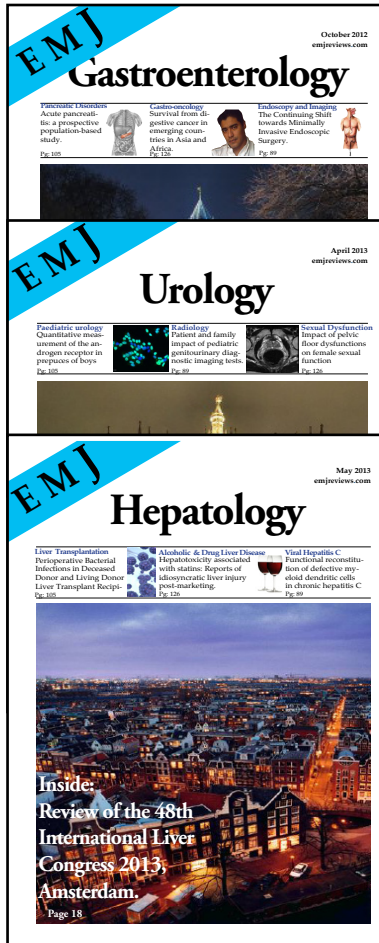 EMJ
October 2012
emjreviews.com
Gastroenterology
Pancreatic Disorders
Acute pancreati-
tis: a prospective
population-based
study.
Pg: 105
Gastro-oncology
Survival from di-
gestive cancer in
emerging coun-
tries in Asia and
Africa.
Pg: 126
Endoscopy and Imaging
The Continuing Shift
towards Minimally
Invasive Endoscopic
Surgery.
Pg: 89
EMJ
April 2013
emjreviews.com
Urology
Paediatric urology
Quantitative meas-
urement of the an-
drogen receptor in
prepuces of boys
Pg: 105
Radiology
Patient and family
impact of pediatric
genitourinary diag-
nostic imaging tests.
Pg: 89
Sexual Dysfunction
Impact of pelvic
floor dysfunctions
on female sexual
function
Pg: 126
EMJ
May 2013
emjreviews.com
Hepatology
Liver Transplantation
Perioperative Bacterial
Infections in Deceased
Donor and Living Donor
Liver Transplant Recipi-
Pg: 105
Alcoholic & Drug Liver Disease
Hepatotoxicity associated
with statins: Reports of
idiosyncratic liver injury
post-marketing.
Pg: 126
Viral Hepatitis C
Functional reconstitu-
tion of defective my-
eloid dendritic cells
in chronic hepatitis C
Pg: 89
Inside:
Review of the 48th
International Liver
Congress 2013,
Amsterdam.
Page 18